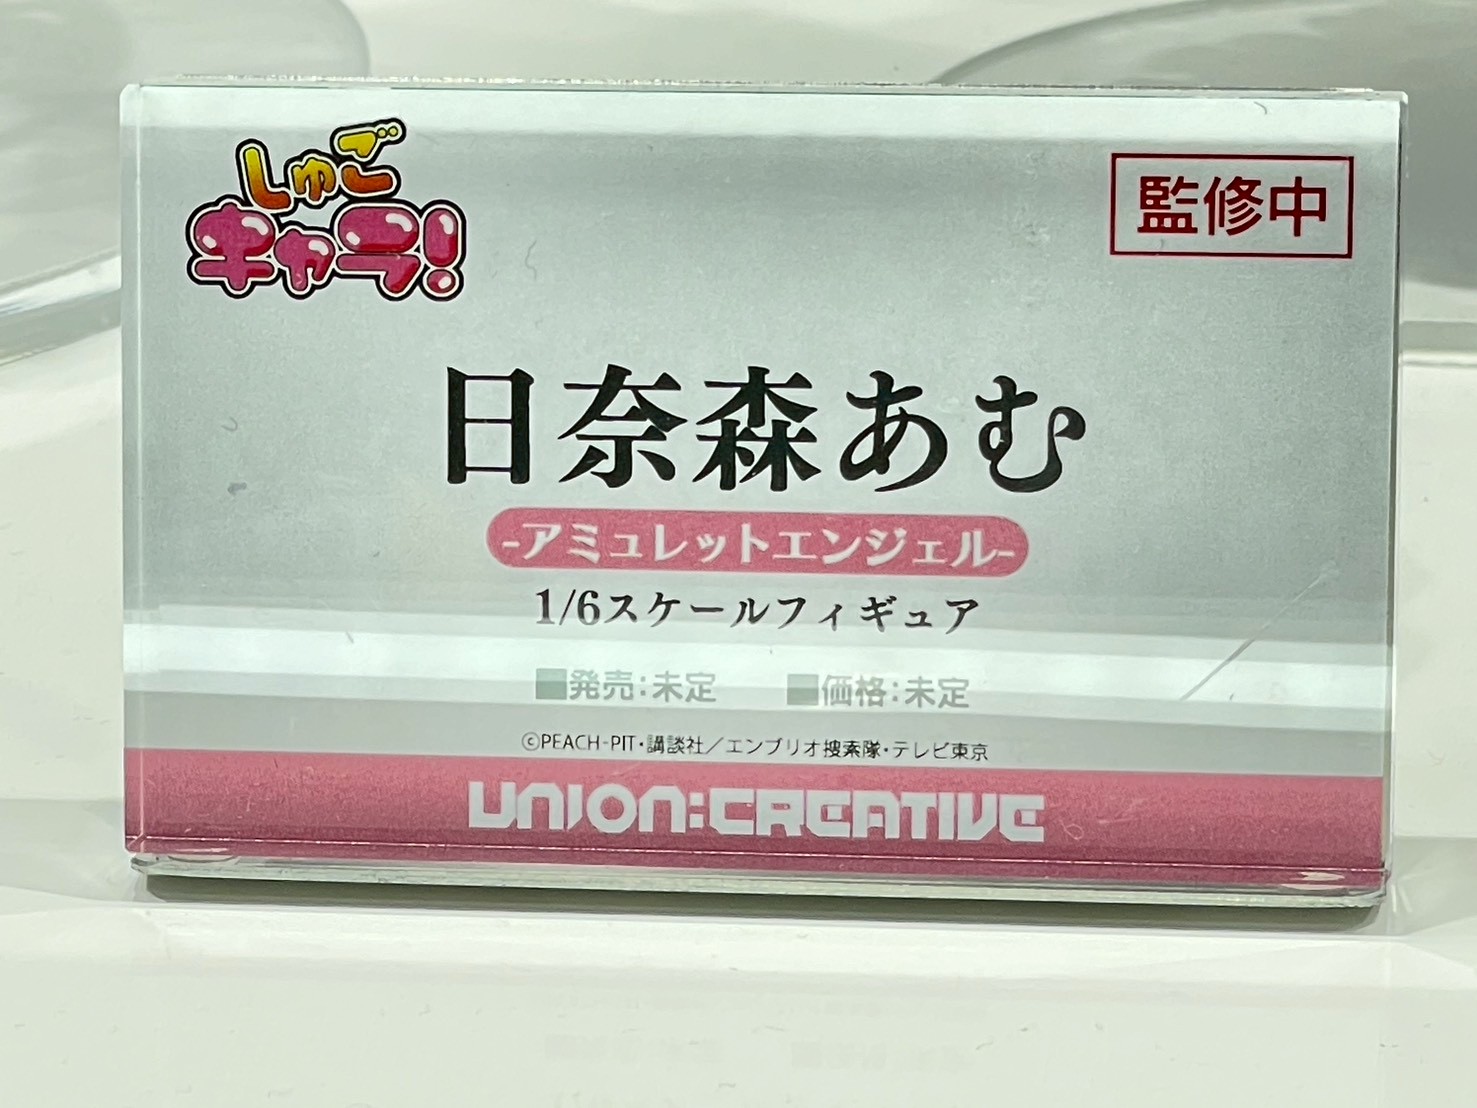 しゅご
キャラ!
監修中
日奈森あむ
-アミュレットエンジェル-
1/6スケールフィギュア
■発売:未定 ■価格:未定
©PEACH-PIT・講談社／エンブリオ捜索隊・テレビ東京
UNION:CREATIVE